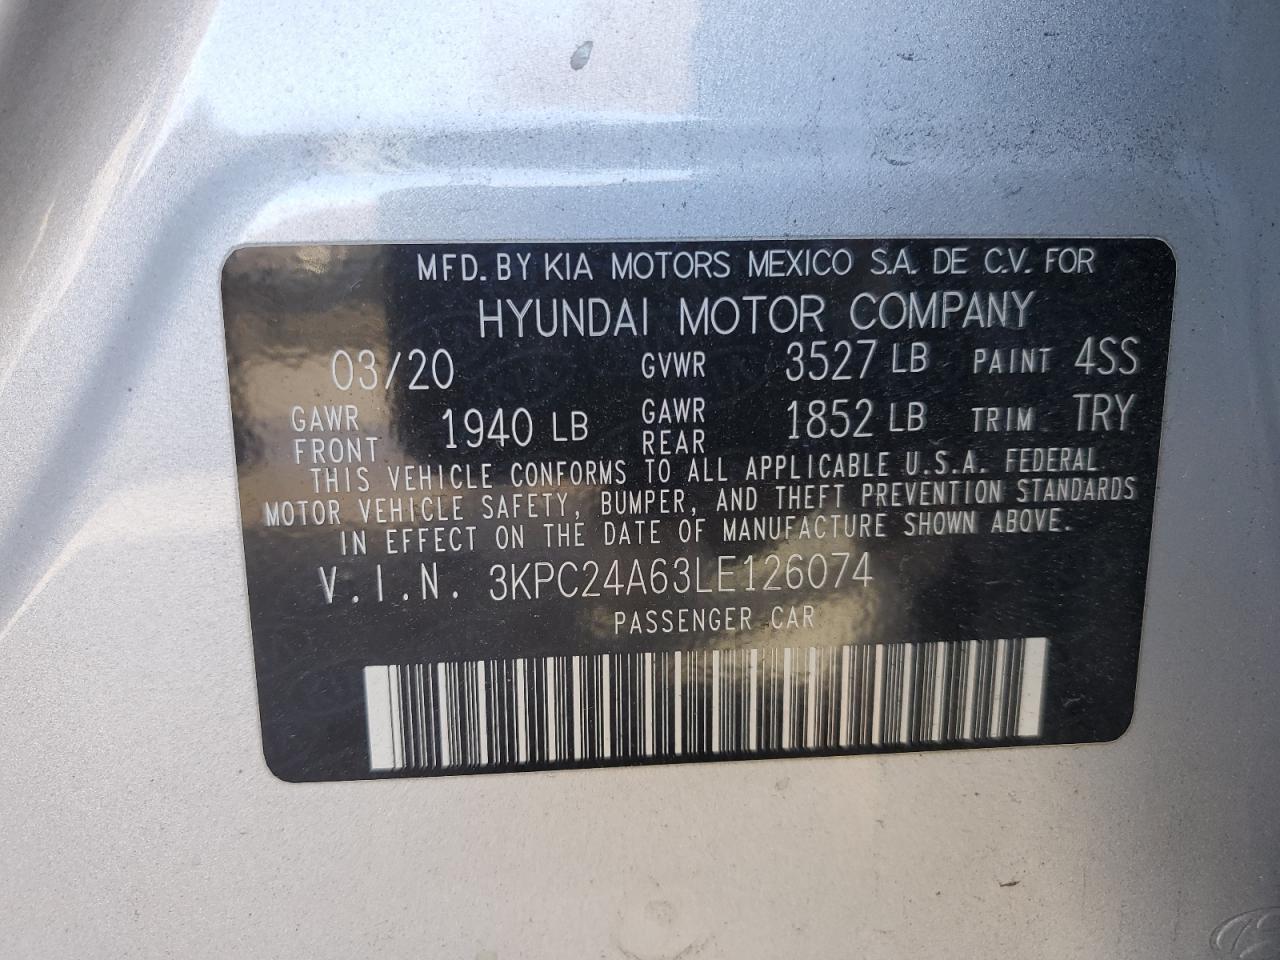 MFD. BY KIA MOTORS MEXICO S.A. DE C.V. FOR
HYUNDAI MOTOR COMPANY
03/20 GVWR 3527 LB PAINT 4SS
GAWR FRONT 1940 LB GAWR REAR 1852 LB TRIM TRY
THIS VEHICLE CONFORMS TO ALL APPLICABLE U.S.A. FEDERAL
MOTOR VEHICLE SAFETY, BUMPER, AND THEFT PREVENTION STANDARDS
IN EFFECT ON THE DATE OF MANUFACTURE SHOWN ABOVE.
V.I.N. 3KPC24A63LE126074
PASSENGER CAR